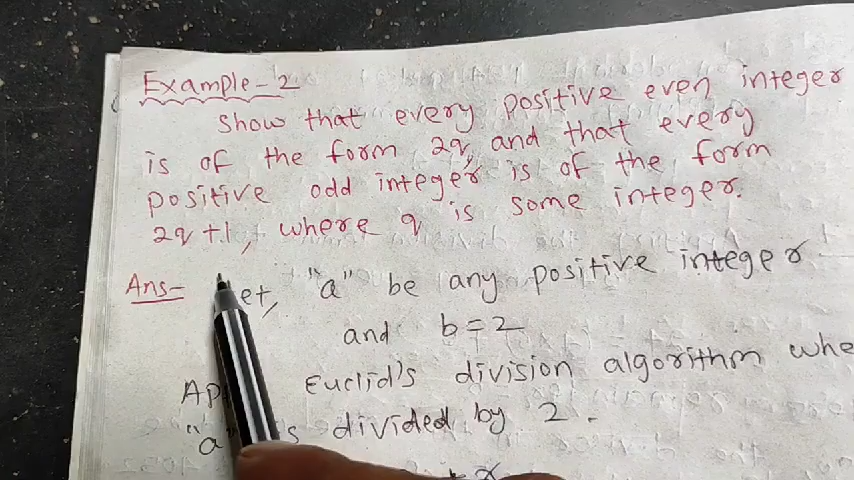 Example-2
Show that every positive even integer
is of the form 2q, and that every
positive odd integer is of the form
2q+1, where q is some integer.
Ans- et, "a" be any positive integer
and b=2
Ap Euclid's division algorithm whe
"a" s divided by 2.